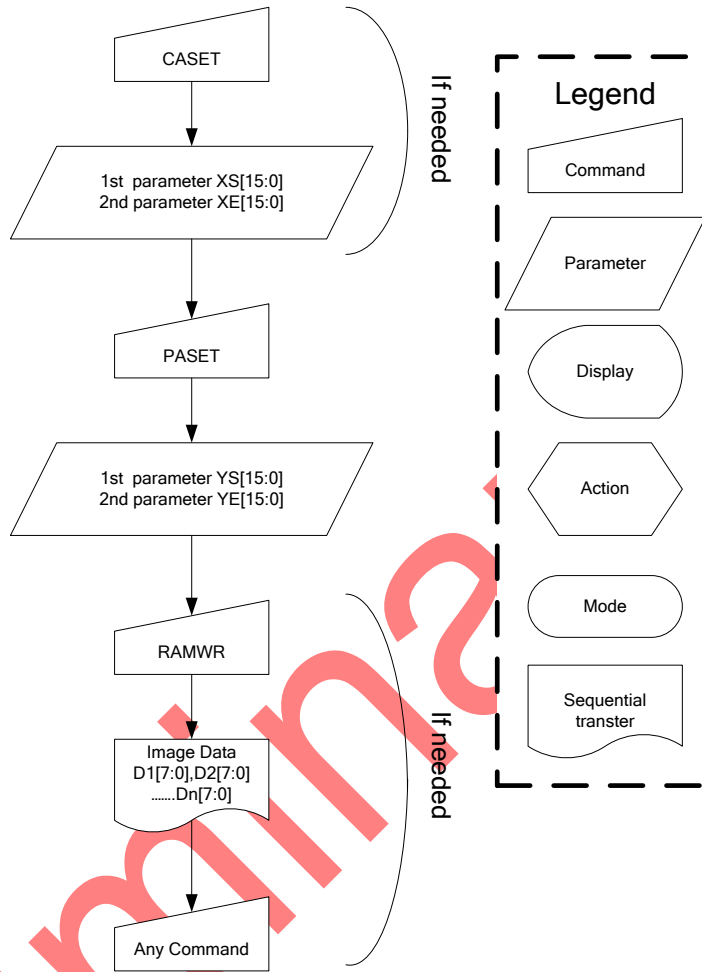 CASET
1st parameter XS[15:0]
2nd parameter XE[15:0]
If needed
PASET
1st parameter YS[15:0]
2nd parameter YE[15:0]
RAMWR
Image Data
D1[7:0],D2[7:0]
........Dn[7:0]
Any Command
If needed
Legend
Command
Parameter
Display
Action
Mode
Sequential
transter
mina